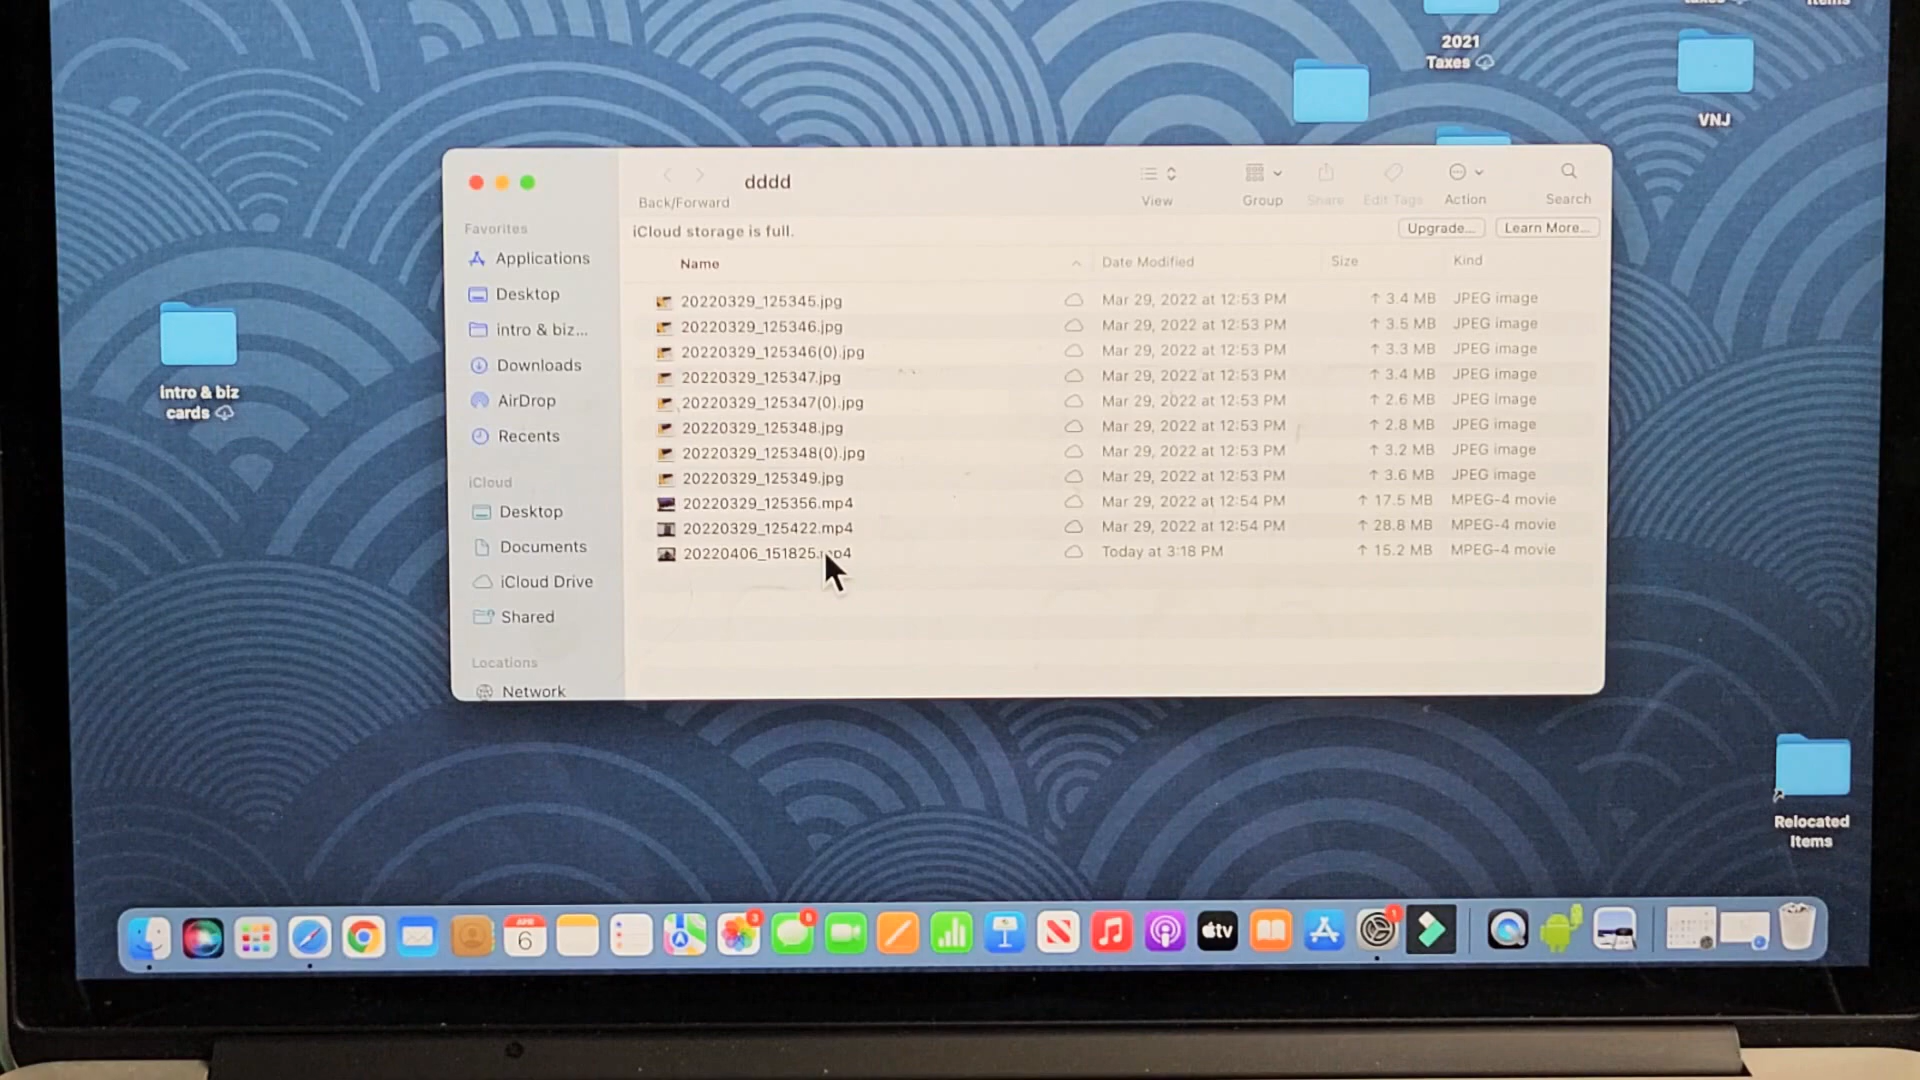 2021
Taxes
VNJ
intro & biz
cards
dddd
Back/Forward
View
Group
Share
Edit Tags
Action
Search
iCloud storage is full.
Upgrade...
Learn More...
Favorites
Applications
Desktop
intro & biz...
Downloads
AirDrop
Recents
iCloud
Desktop
Documents
iCloud Drive
Shared
Locations
Network
Name Date Modified Size Kind
20220329_125345.jpg Mar 29, 2022 at 12:53 PM ↑ 3.4 MB JPEG image
20220329_125346.jpg Mar 29, 2022 at 12:53 PM ↑ 3.5 MB JPEG image
20220329_125346(0).jpg Mar 29, 2022 at 12:53 PM ↑ 3.3 MB JPEG image
20220329_125347.jpg Mar 29, 2022 at 12:53 PM ↑ 3.4 MB JPEG image
20220329_125347(0).jpg Mar 29, 2022 at 12:53 PM ↑ 2.6 MB JPEG image
20220329_125348.jpg Mar 29, 2022 at 12:53 PM ↑ 2.8 MB JPEG image
20220329_125348(0).jpg Mar 29, 2022 at 12:53 PM ↑ 3.2 MB JPEG image
20220329_125349.jpg Mar 29, 2022 at 12:53 PM ↑ 3.6 MB JPEG image
20220329_125356.mp4 Mar 29, 2022 at 12:54 PM ↑ 17.5 MB MPEG-4 movie
20220329_125422.mp4 Mar 29, 2022 at 12:54 PM ↑ 28.8 MB MPEG-4 movie
20220406_151825.mp4 Today at 3:18 PM ↑ 15.2 MB MPEG-4 movie
Relocated
Items
APR
6
3
tv
1